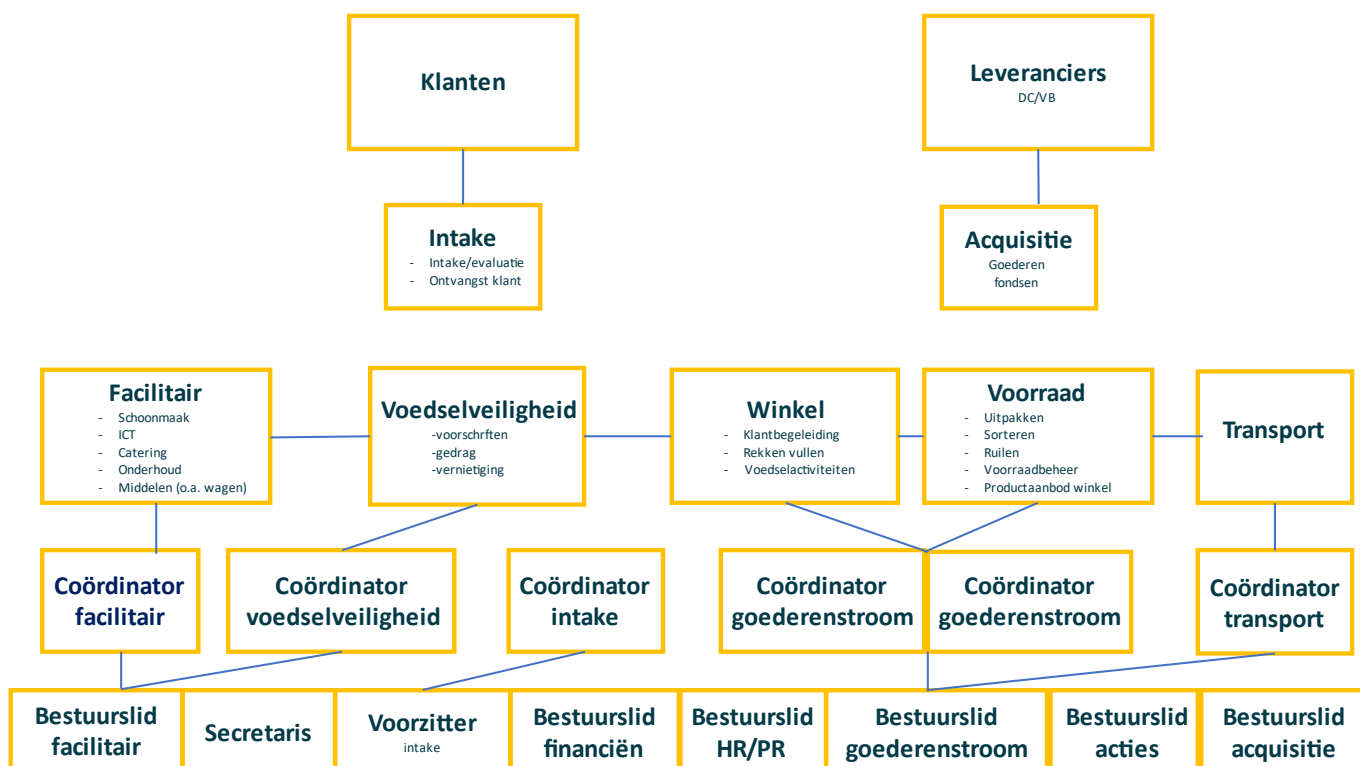 Klanten
Leveranciers
DC/VB
Intake
- Intake/evaluatie
- Ontvangst klant
Acquisitie
Goederen
fondsen
Facilitair
- Schoonmaak
- ICT
- Catering
- Onderhoud
- Middelen (o.a. wagen)
Voedselveiligheid
-voorschrften
-gedrag
-vernietiging
Winkel
- Klantbegeleiding
- Rekken vullen
- Voedselactiviteiten
Voorraad
- Uitpakken
- Sorteren
- Ruilen
- Voorraadbeheer
- Productaanbod winkel
Transport
Coördinator
facilitair
Coördinator
voedselveiligheid
Coördinator
intake
Coördinator
goederenstroom
Coördinator
goederenstroom
Coördinator
transport
Bestuurslid
facilitair
Secretaris
Voorzitter
intake
Bestuurslid
financiën
Bestuurslid
HR/PR
Bestuurslid
goederenstroom
Bestuurslid
acties
Bestuurslid
acquisitie